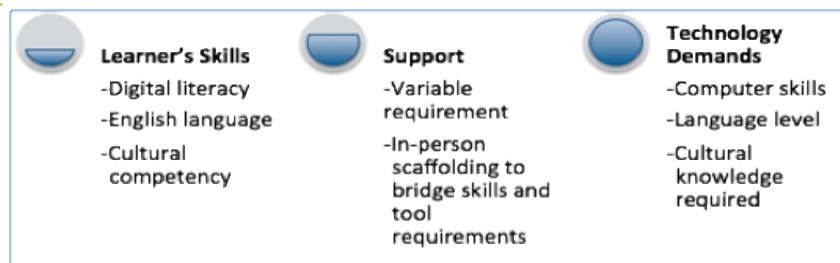 Learner's Skills
-Digital literacy
-English language
-Cultural
competency
Support
-Variable
requirement
-In-person
scaffolding to
bridge skills and
tool
requirements
Technology
Demands
-Computer skills
-Language level
-Cultural
knowledge
required